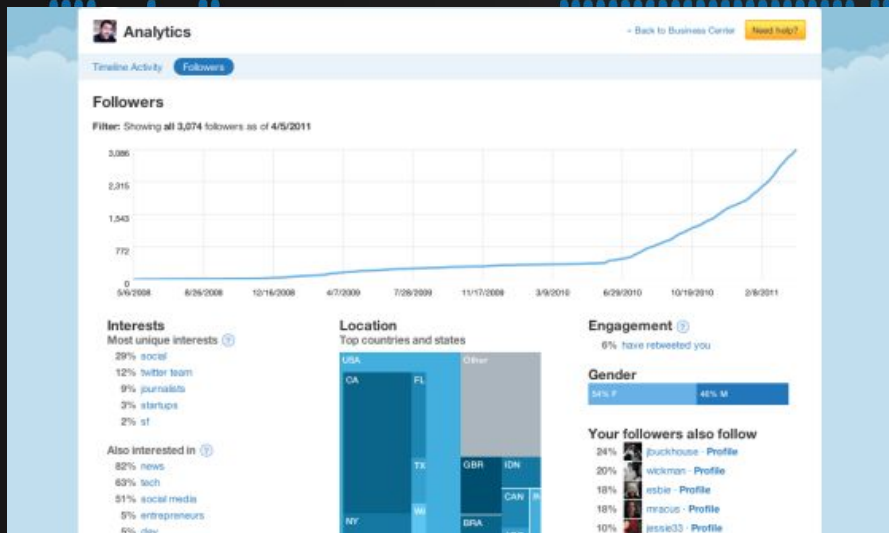 Analytics
« Back to Business Center
Need help?
Timeline Activity
Followers
Followers
Filter: Showing all 3,074 followers as of 4/5/2011
3,086
2,315
1,543
772
0
5/6/2008
8/26/2008
12/16/2008
4/7/2009
7/28/2009
11/17/2009
3/9/2010
6/29/2010
10/19/2010
2/8/2011
Interests
Most unique interests ?
29% social
12% twitter team
9% journalists
3% startups
2% sf
Also interested in ?
82% news
63% tech
51% social media
5% entrepreneurs
5% dev
Location
Top countries and states
USA
Other
CA
FL
TX
GBR
IDN
CAN
WI
NY
BRA
Engagement ?
6% have retweeted you
Gender
54% F
46% M
Your followers also follow
24% jbuckhouse · Profile
20% wickman · Profile
18% esbie · Profile
18% mracus · Profile
10% jessie33 · Profile